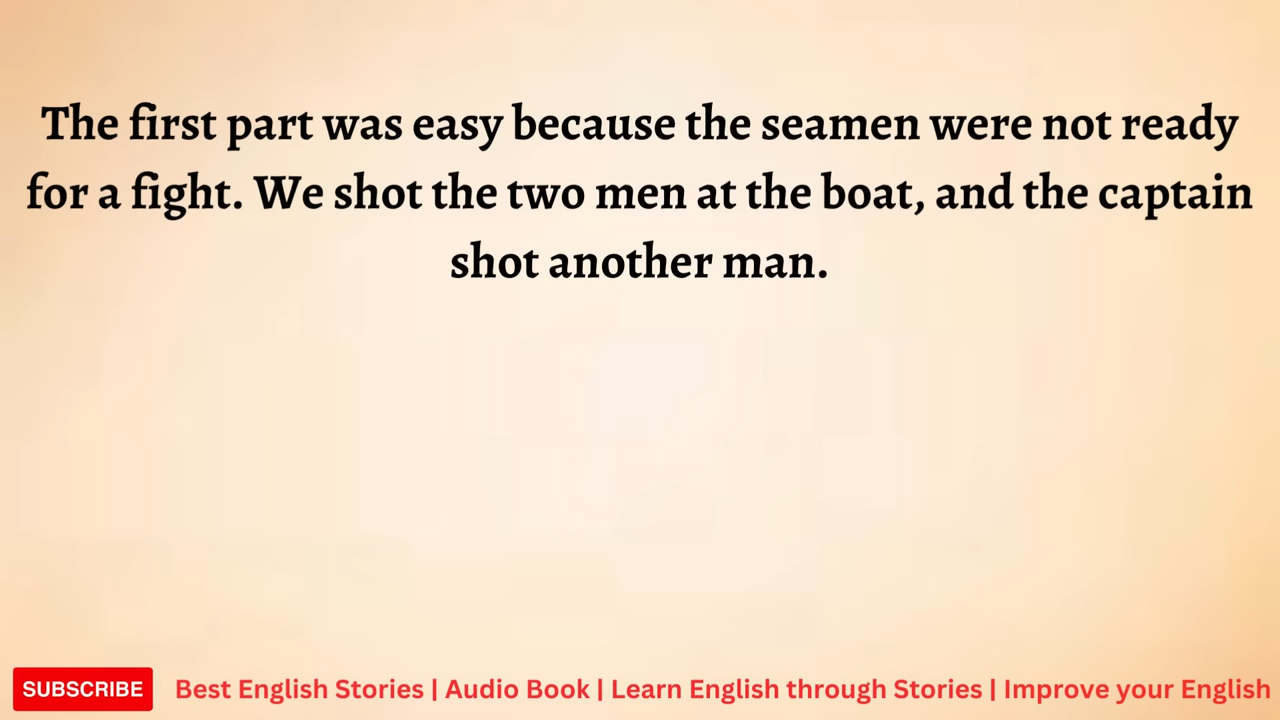 The first part was easy because the seamen were not ready
for a fight. We shot the two men at the boat, and the captain
shot another man.
SUBSCRIBE Best English Stories | Audio Book | Learn English through Stories | Improve your English